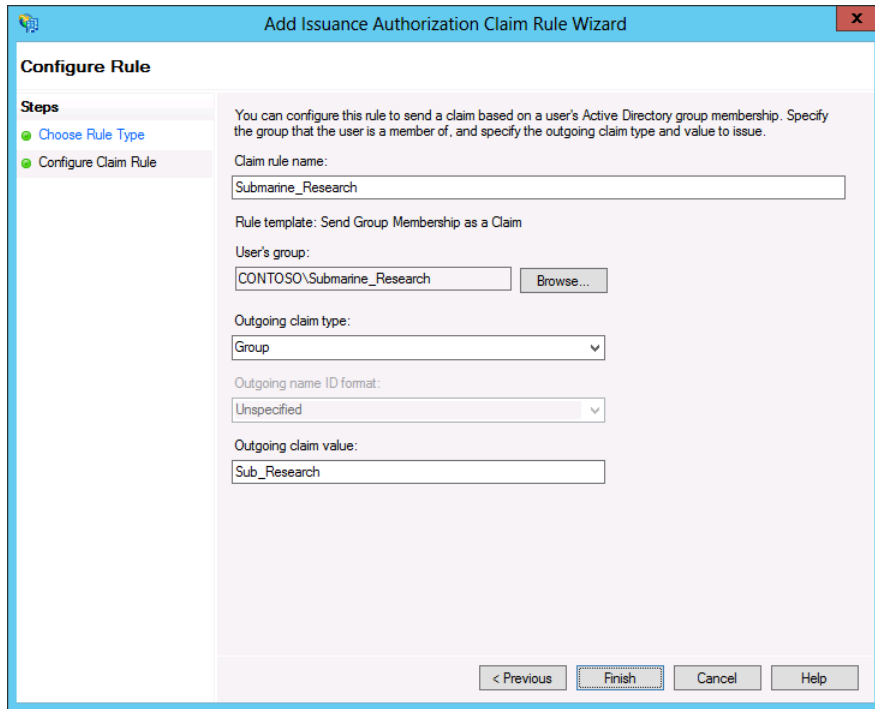 Add Issuance Authorization Claim Rule Wizard
x
Configure Rule
Steps
Choose Rule Type
Configure Claim Rule
You can configure this rule to send a claim based on a user's Active Directory group membership. Specify
the group that the user is a member of, and specify the outgoing claim type and value to issue.
Claim rule name:
Submarine_Research
Rule template: Send Group Membership as a Claim
User's group:
CONTOSO\Submarine_Research
Browse...
Outgoing claim type:
Group
Outgoing name ID format:
Unspecified
Outgoing claim value:
Sub_Research
< Previous
Finish
Cancel
Help